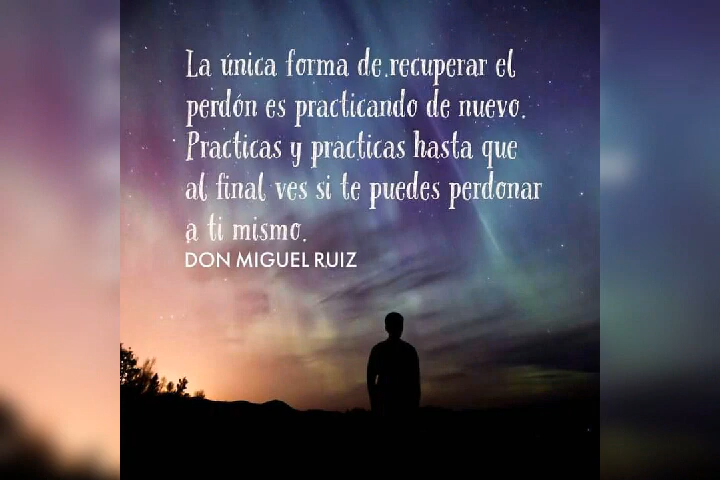 La única forma de recuperar el
perdón es practicando de nuevo.
Practicas y practicas hasta que
al final ves si te puedes perdonar
a ti mismo.
DON MIGUEL RUIZ